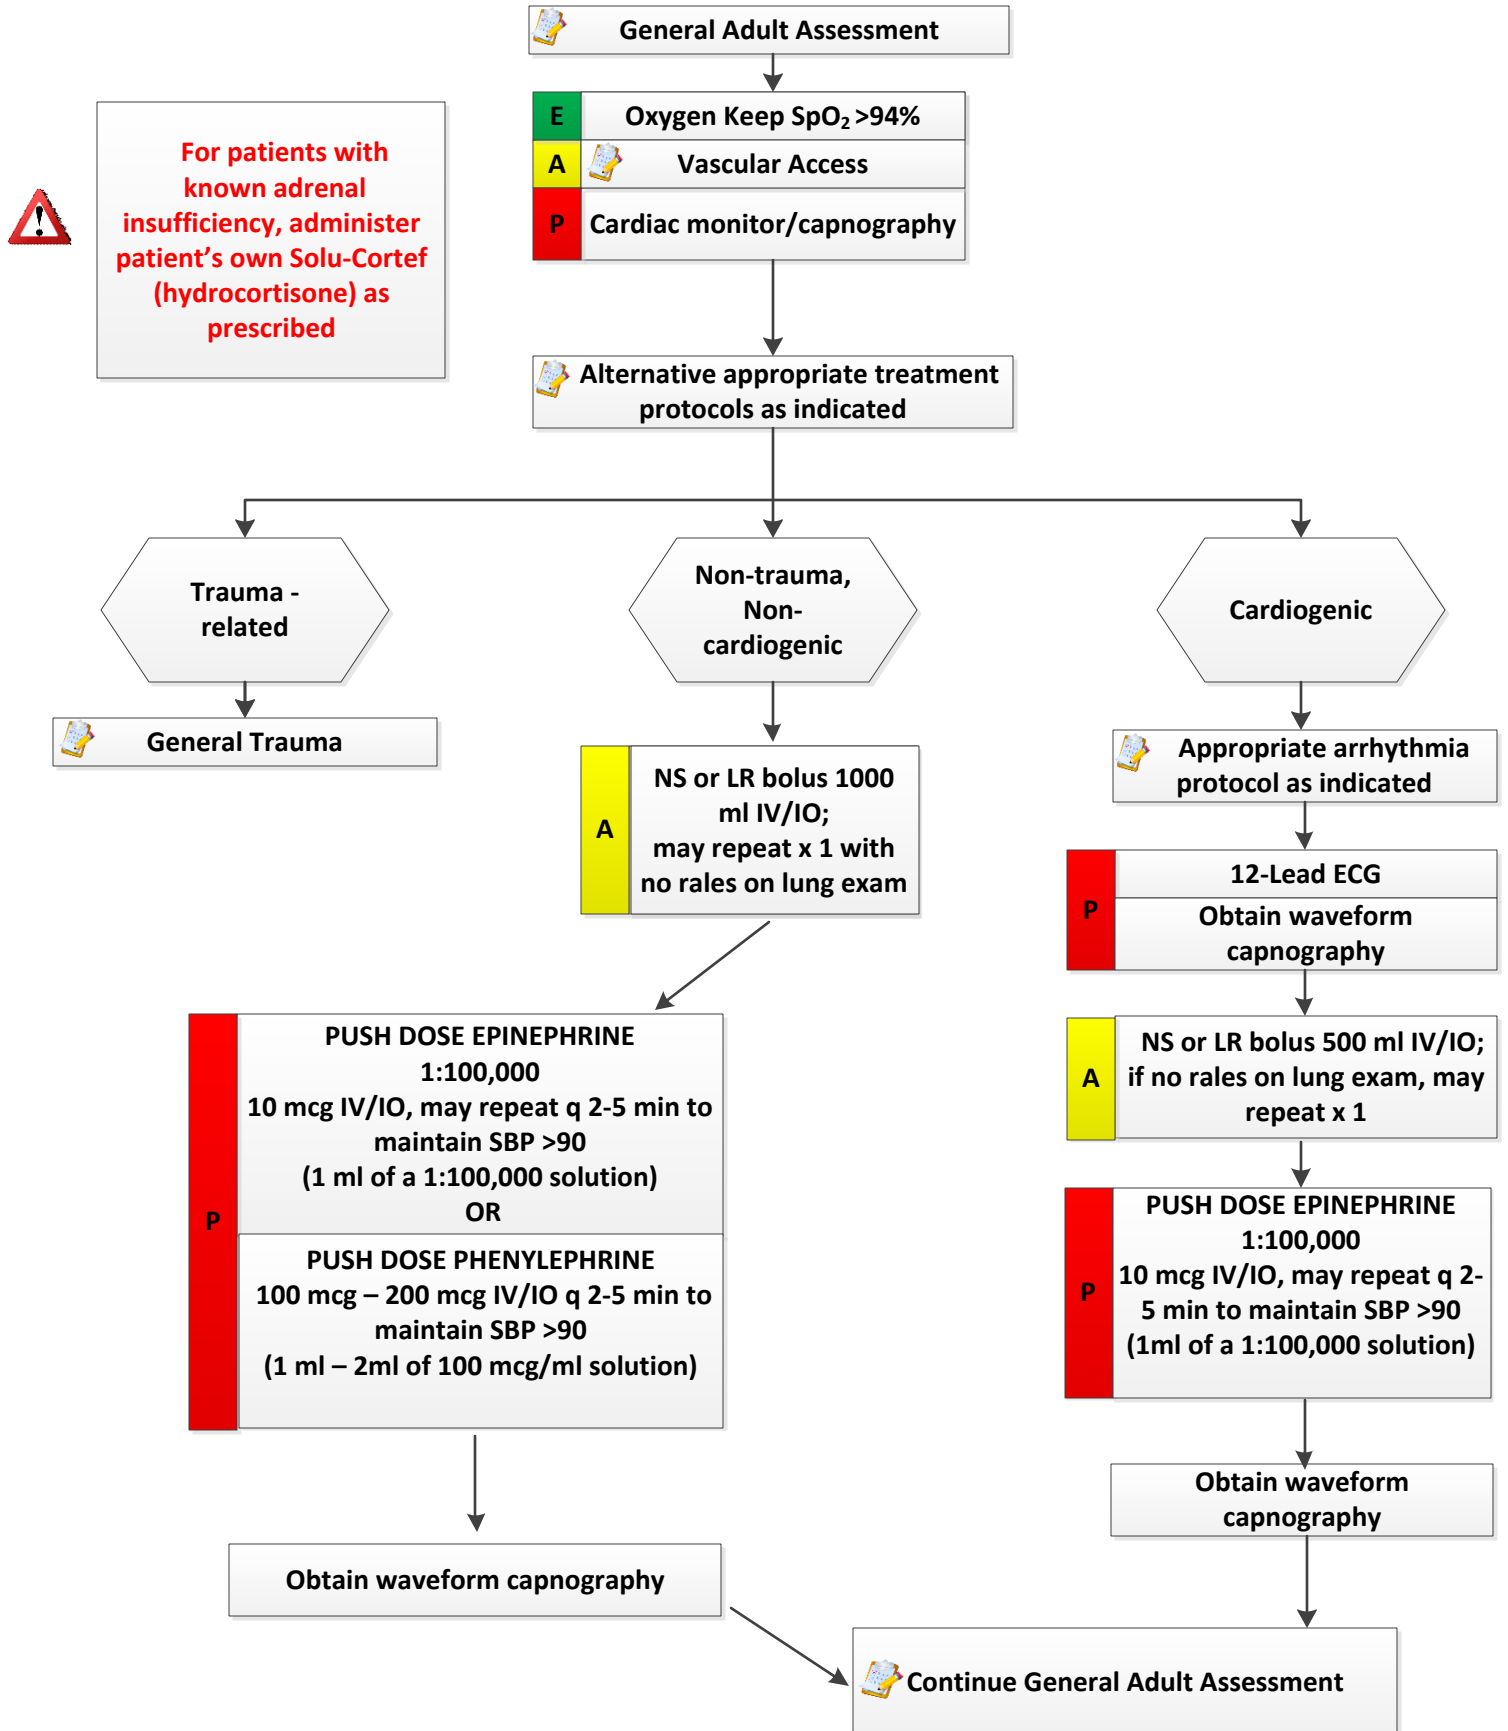 General Adult Assessment
E
Oxygen Keep SpO₂ >94%
A
Vascular Access
P
Cardiac monitor/capnography
For patients with
known adrenal
insufficiency, administer
patient's own Solu-Cortef
(hydrocortisone) as
prescribed
!
Alternative appropriate treatment
protocols as indicated
Trauma -
related
General Trauma
Non-trauma,
Non-
cardiogenic
A
NS or LR bolus 1000
ml IV/IO;
may repeat x 1 with
no rales on lung exam
P
PUSH DOSE EPINEPHRINE
1:100,000
10 mcg IV/IO, may repeat q 2-5 min to
maintain SBP >90
(1 ml of a 1:100,000 solution)
OR
PUSH DOSE PHENYLEPHRINE
100 mcg – 200 mcg IV/IO q 2-5 min to
maintain SBP >90
(1 ml – 2ml of 100 mcg/ml solution)
Obtain waveform capnography
Cardiogenic
Appropriate arrhythmia
protocol as indicated
P
12-Lead ECG
Obtain waveform
capnography
A
NS or LR bolus 500 ml IV/IO;
if no rales on lung exam, may
repeat x 1
P
PUSH DOSE EPINEPHRINE
1:100,000
10 mcg IV/IO, may repeat q 2-
5 min to maintain SBP >90
(1ml of a 1:100,000 solution)
Obtain waveform
capnography
Continue General Adult Assessment